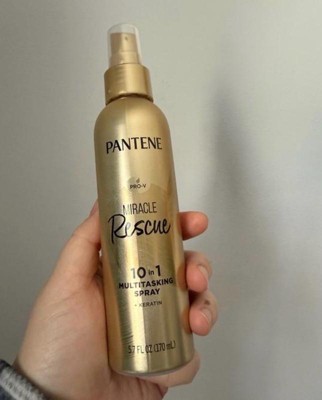 PANTENE
PRO-V
MIRACLE
Rescue
10 in 1
MULTITASKING
SPRAY
+ KERATIN
5.7 FL OZ (170 mL)